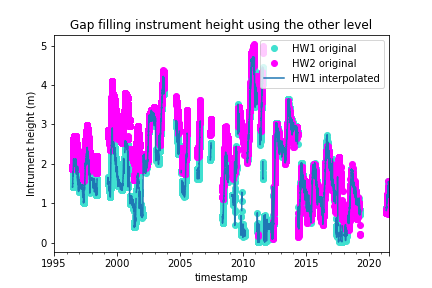 Gap filling instrument height using the other level
HW1 original
HW2 original
HW1 interpolated
Intrument height (m)
5
4
3
2
1
0
1995
2000
2005
2010
2015
2020
timestamp